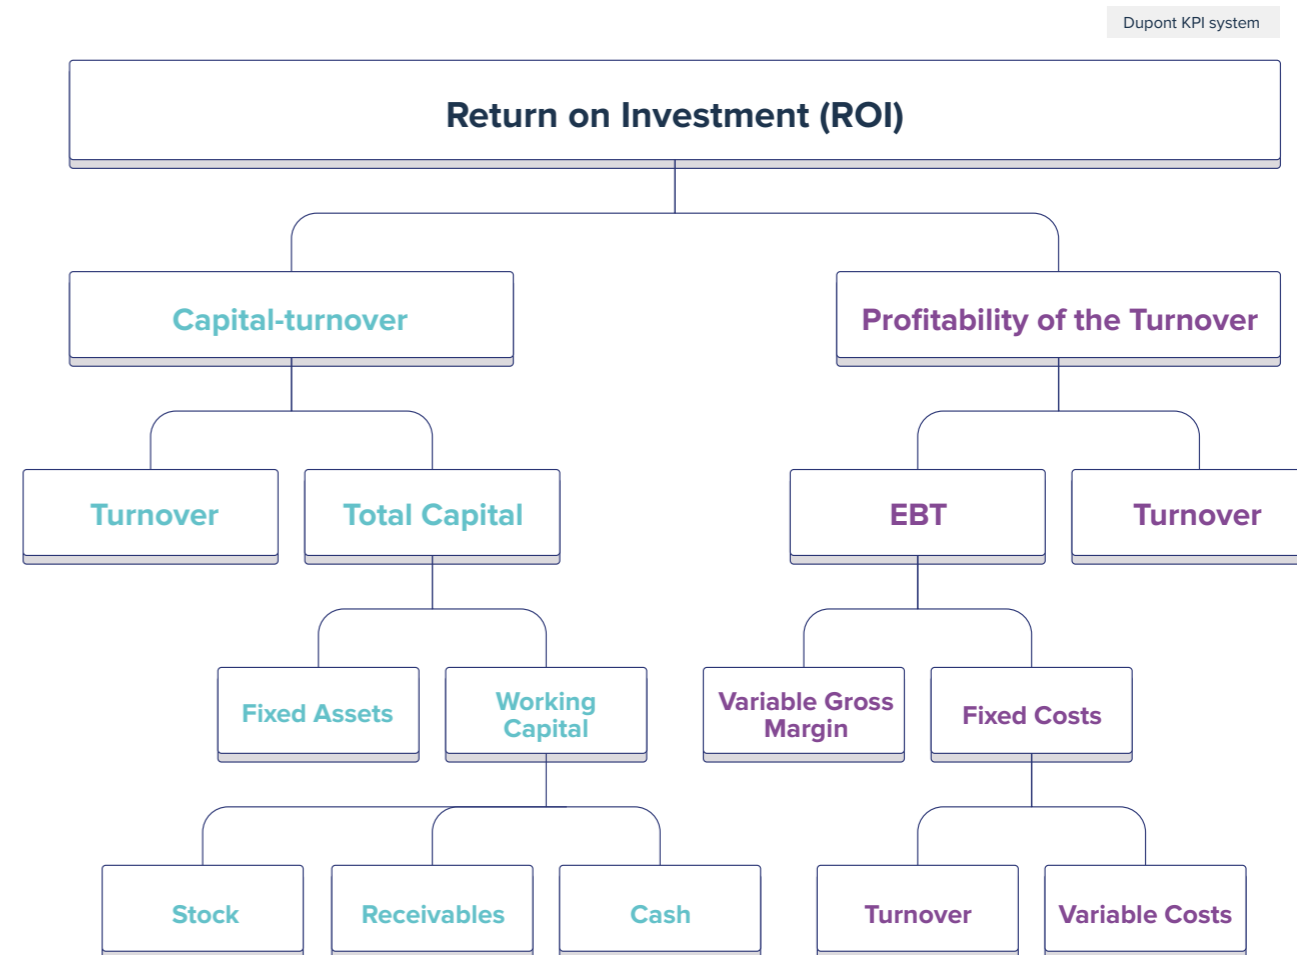 Dupont KPI system
Return on Investment (ROI)
Capital-turnover
Profitability of the Turnover
Turnover
Total Capital
EBT
Turnover
Fixed Assets
Working
Capital
Variable Gross
Margin
Fixed Costs
Stock
Receivables
Cash
Turnover
Variable Costs